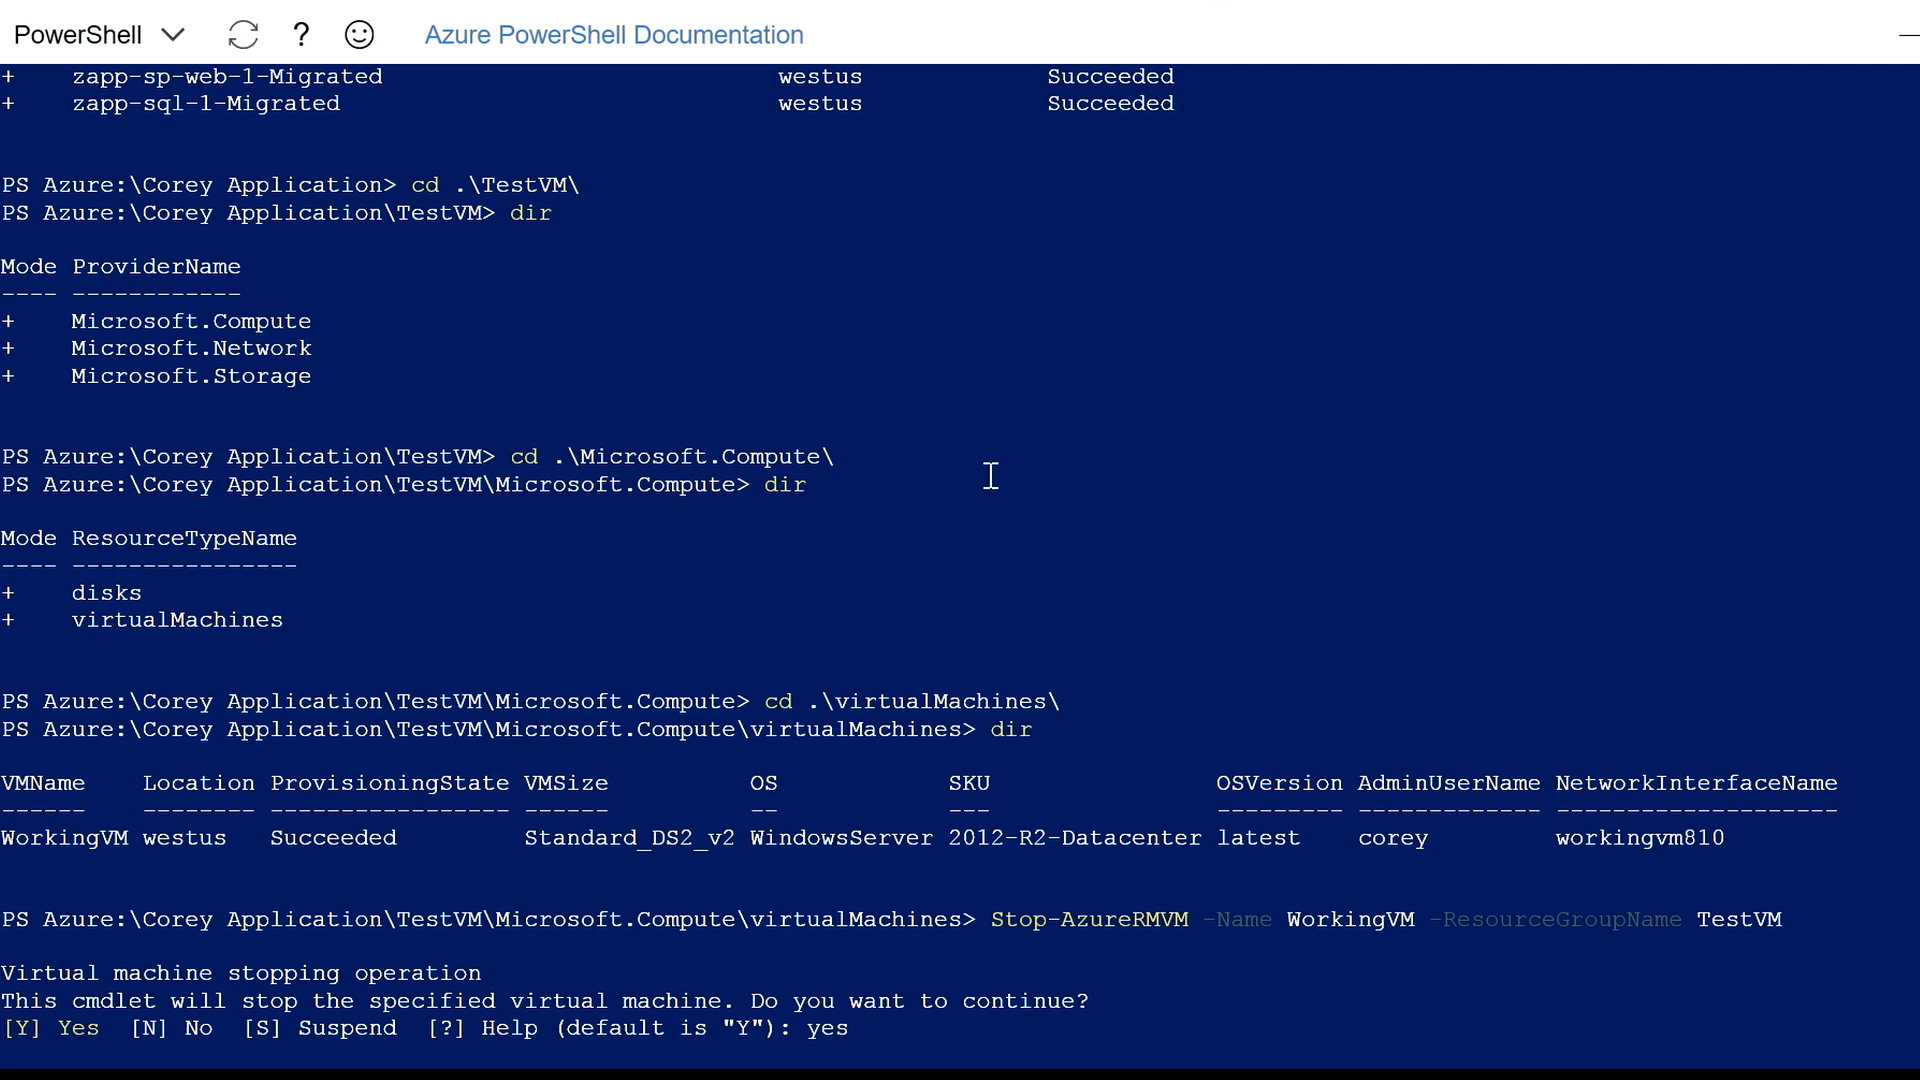 PowerShell ? Azure PowerShell Documentation
+ zapp-sp-web-1-Migrated westus Succeeded
+ zapp-sql-1-Migrated westus Succeeded
PS Azure:\Corey Application> cd .\TestVM\
PS Azure:\Corey Application\TestVM> dir
Mode ProviderName
---- ------------
+ Microsoft.Compute
+ Microsoft.Network
+ Microsoft.Storage
PS Azure:\Corey Application\TestVM> cd .\Microsoft.Compute\
PS Azure:\Corey Application\TestVM\Microsoft.Compute> dir
Mode ResourceTypeName
---- ----------------
+ disks
+ virtualMachines
PS Azure:\Corey Application\TestVM\Microsoft.Compute> cd .\virtualMachines\
PS Azure:\Corey Application\TestVM\Microsoft.Compute\virtualMachines> dir
VMName Location ProvisioningState VMSize OS SKU OSVersion AdminUserName NetworkInterfaceName
------ -------- ----------------- ------ -- --- --------- ------------- --------------------
WorkingVM westus Succeeded Standard_DS2_v2 WindowsServer 2012-R2-Datacenter latest corey workingvm810
PS Azure:\Corey Application\TestVM\Microsoft.Compute\virtualMachines> Stop-AzureRMVM -Name WorkingVM -ResourceGroupName TestVM
Virtual machine stopping operation
This cmdlet will stop the specified virtual machine. Do you want to continue?
[Y] Yes [N] No [S] Suspend [?] Help (default is "Y"): yes